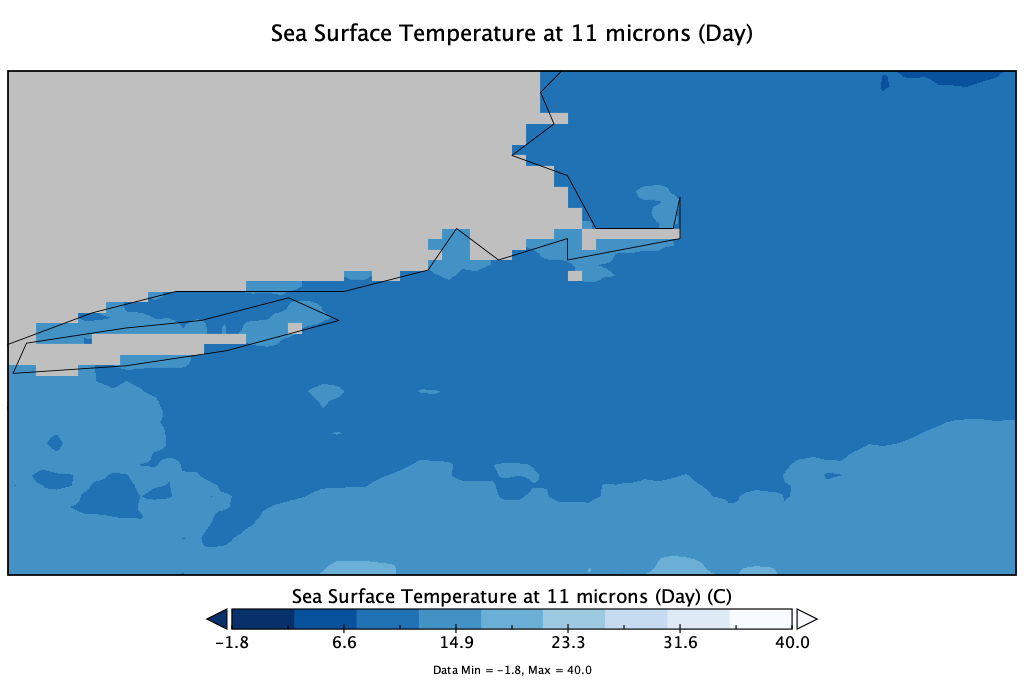 Sea Surface Temperature at 11 microns (Day)
Sea Surface Temperature at 11 microns (Day) (C)
−1.8 6.6 14.9 23.3 31.6 40.0
Data Min = −1.8, Max = 40.0